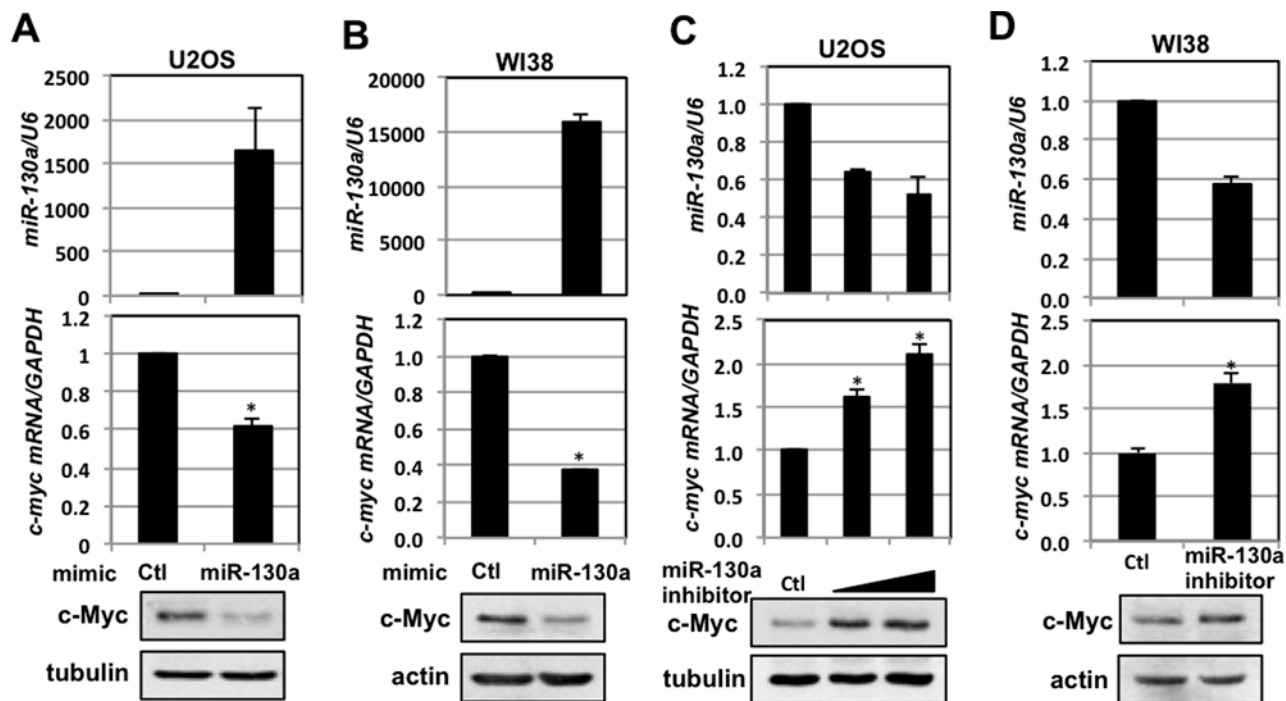 A
U2OS
miR-130a/U6
2500
2000
1500
1000
500
0
c-myc mRNA/GAPDH
1.2
1
0.8
0.6
0.4
0.2
0
*
mimic Ctl miR-130a
c-Myc
tubulin
B
WI38
miR-130a/U6
20000
15000
10000
5000
0
c-myc mRNA/GAPDH
1.2
1.0
0.8
0.6
0.4
0.2
0.0
*
mimic Ctl miR-130a
c-Myc
actin
C
U2OS
miR-130a/U6
1.2
1.0
0.8
0.6
0.4
0.2
0.0
c-myc mRNA/GAPDH
2.5
2.0
1.5
1.0
0.5
0.0
*
*
miR-130a
inhibitor
Ctl
c-Myc
tubulin
D
WI38
miR-130a/U6
1.2
1.0
0.8
0.6
0.4
0.2
0.0
c-myc mRNA/GAPDH
2.5
2.0
1.5
1.0
0.5
0.0
*
Ctl
miR-130a
inhibitor
c-Myc
actin